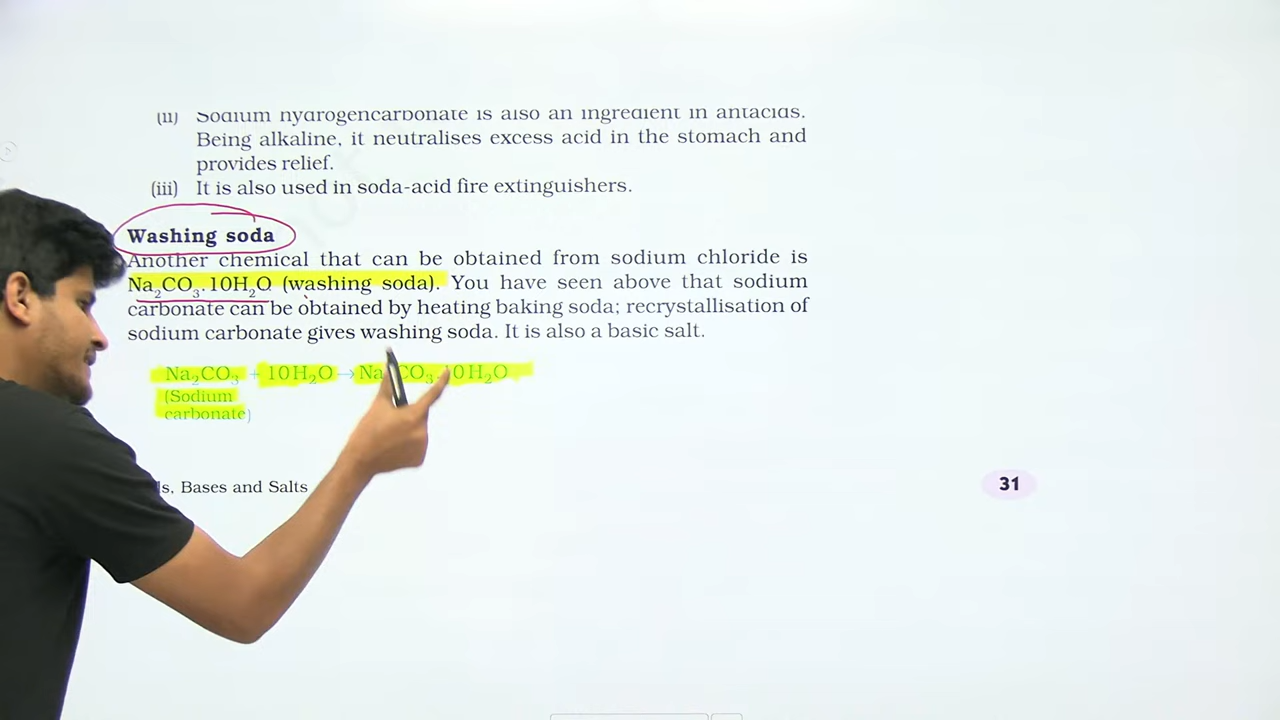 (ii) Sodium hydrogencarbonate is also an ingredient in antacids.
Being alkaline, it neutralises excess acid in the stomach and
provides relief.
(iii) It is also used in soda-acid fire extinguishers.
Washing soda
Another chemical that can be obtained from sodium chloride is
Na₂CO₃.10H₂O (washing soda). You have seen above that sodium
carbonate can be obtained by heating baking soda; recrystallisation of
sodium carbonate gives washing soda. It is also a basic salt.
Na₂CO₃ + 10H₂O → Na CO₃ 10H₂O
(Sodium
carbonate)
ds, Bases and Salts
31